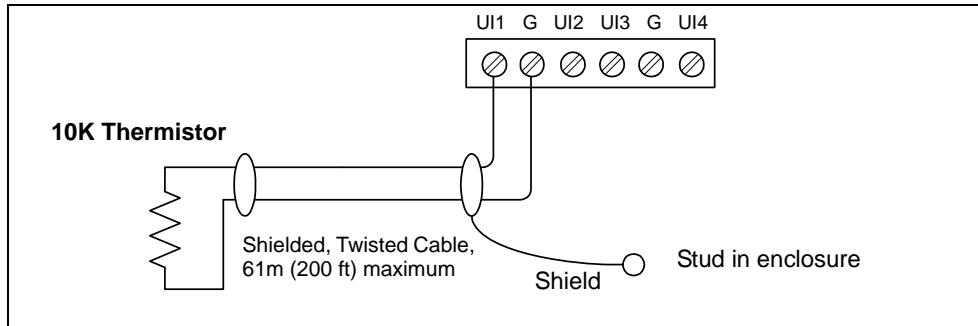 UI1 G UI2 UI3 G UI4
10K Thermistor
Shielded, Twisted Cable,
61m (200 ft) maximum
Shield
Stud in enclosure